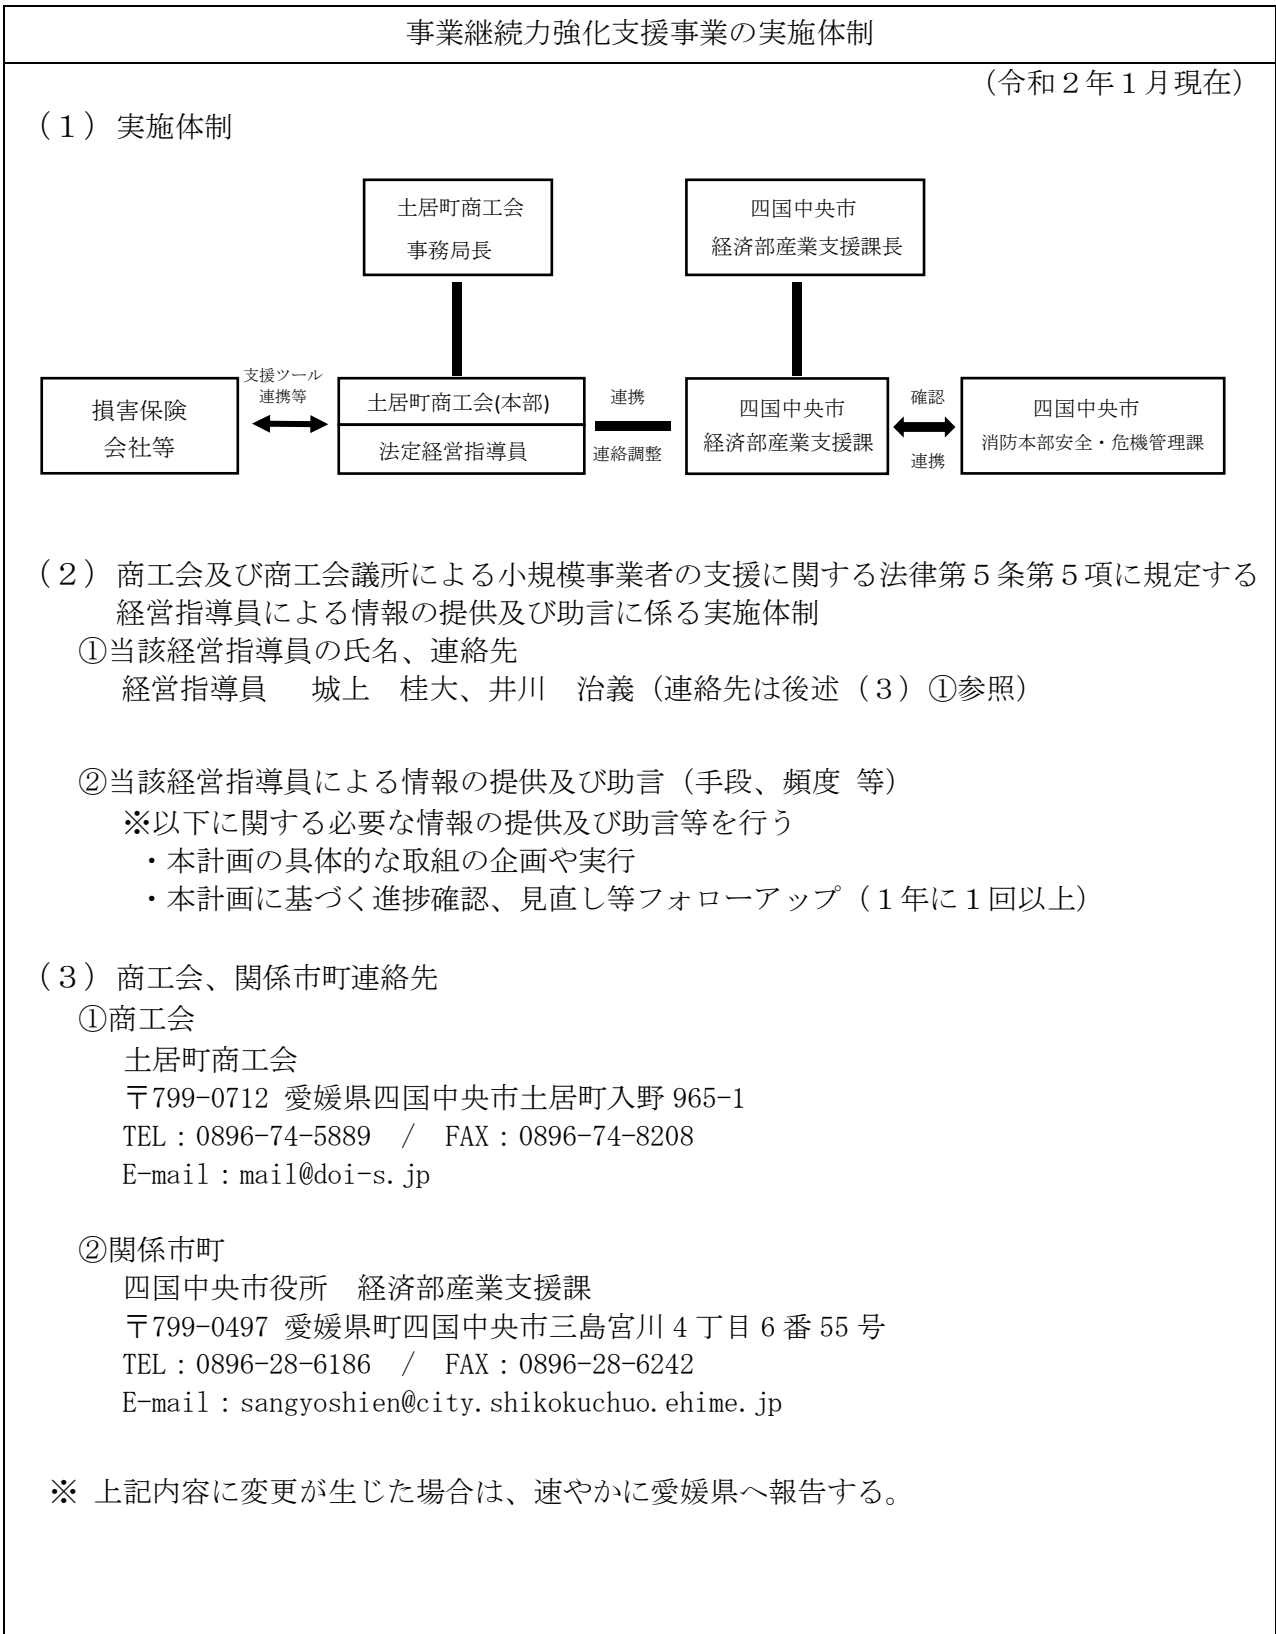 事業継続力強化支援事業の実施体制
（令和２年１月現在）
（１）実施体制
土居町商工会
事務局長
四国中央市
経済部産業支援課長
損害保険
会社等
支援ツール
連携等
土居町商工会(本部)
法定経営指導員
連携
連絡調整
四国中央市
経済部産業支援課
確認
連携
四国中央市
消防本部安全・危機管理課
（２）商工会及び商工会議所による小規模事業者の支援に関する法律第５条第５項に規定する
経営指導員による情報の提供及び助言に係る実施体制
①当該経営指導員の氏名、連絡先
経営指導員　城上　桂大、井川　治義（連絡先は後述（３）①参照）
②当該経営指導員による情報の提供及び助言（手段、頻度 等）
※以下に関する必要な情報の提供及び助言等を行う
・本計画の具体的な取組の企画や実行
・本計画に基づく進捗確認、見直し等フォローアップ（１年に１回以上）
（３）商工会、関係市町連絡先
①商工会
土居町商工会
〒799-0712 愛媛県四国中央市土居町入野 965-1
TEL：0896-74-5889　/　FAX：0896-74-8208
E-mail：mail@doi-s.jp
②関係市町
四国中央市役所　経済部産業支援課
〒799-0497 愛媛県町四国中央市三島宮川 4 丁目 6 番 55 号
TEL：0896-28-6186　/　FAX：0896-28-6242
E-mail：sangyoshien@city.shikokuchuo.ehime.jp
※ 上記内容に変更が生じた場合は、速やかに愛媛県へ報告する。